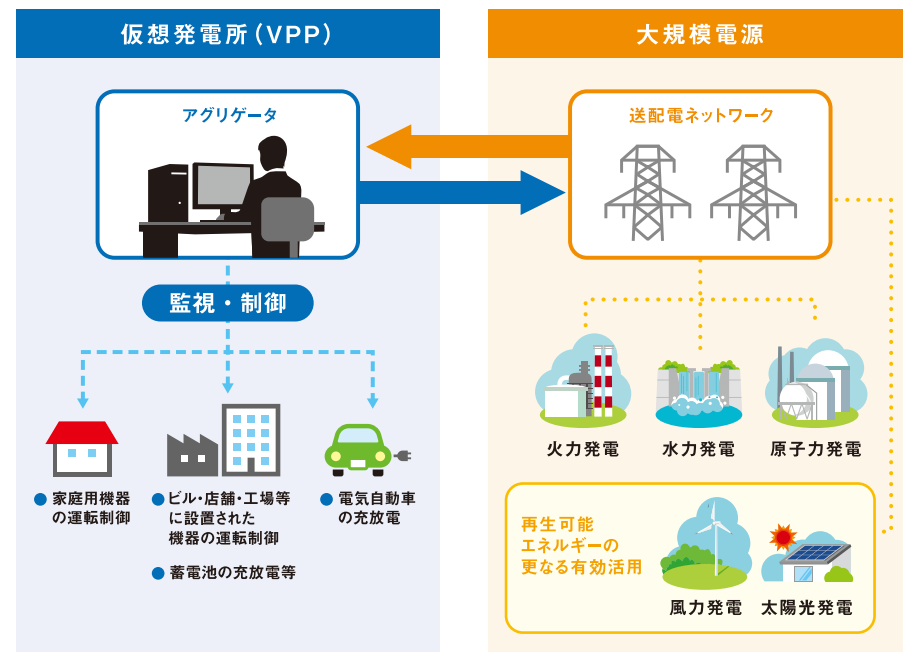 仮想発電所(VPP)
アグリゲータ
監視・制御
●家庭用機器
の運転制御
●ビル・店舗・工場等
に設置された
機器の運転制御
●蓄電池の充放電等
●電気自動車
の充放電
大規模電源
送配電ネットワーク
火力発電
水力発電
原子力発電
再生可能
エネルギーの
更なる有効活用
風力発電
太陽光発電